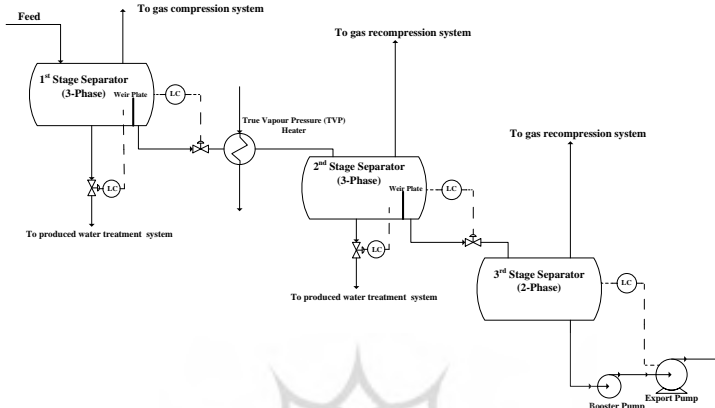 To gas compression system
Feed
To gas recompression system
1st Stage Separator
(3-Phase)
Weir Plate
LC
True Vapour Pressure (TVP)
Heater
To gas recompression system
2nd Stage Separator
(3-Phase)
Weir Plate
LC
LC
To produced water treatment system
LC
3rd Stage Separator
(2-Phase)
LC
To produced water treatment system
Booster Pump
Export Pump